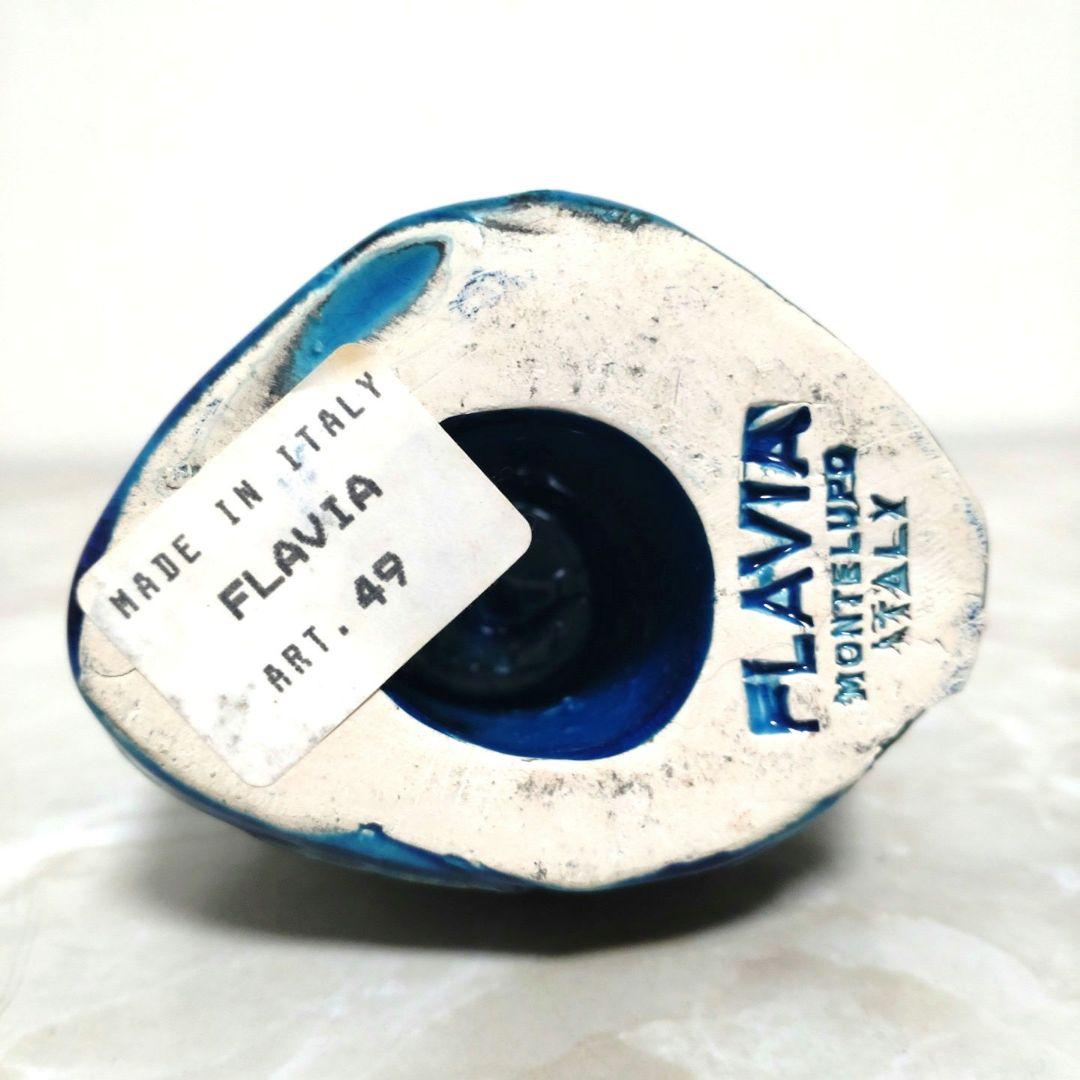 MADE IN ITALY
FLAVIA
ART. 49
FLAVIA
MONTELUPO
ITALY